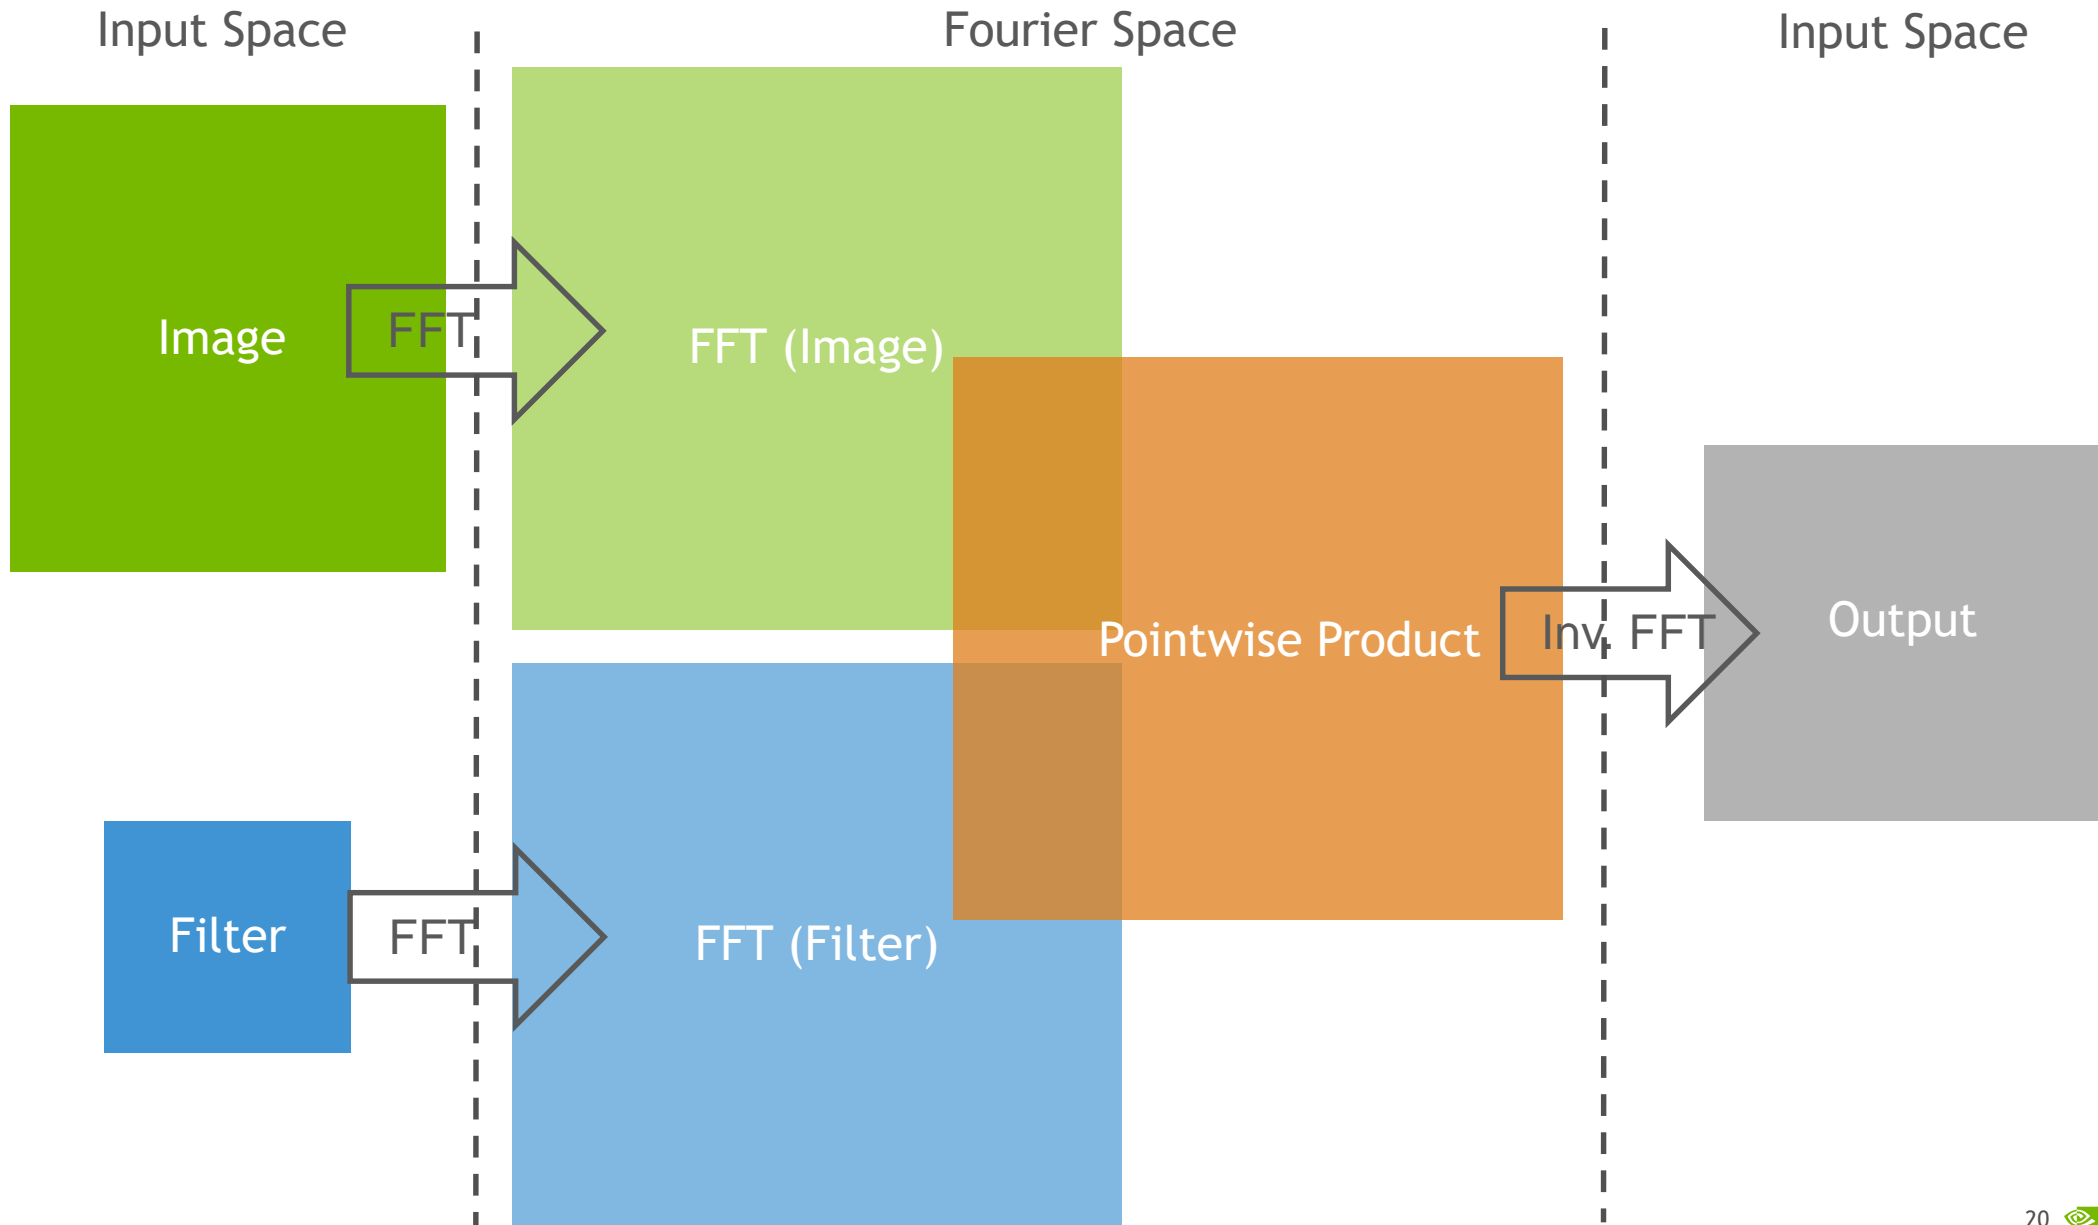 Input Space
Fourier Space
Input Space
Image
FFT
FFT (Image)
Pointwise Product
Inv. FFT
Output
Filter
FFT
FFT (Filter)
20